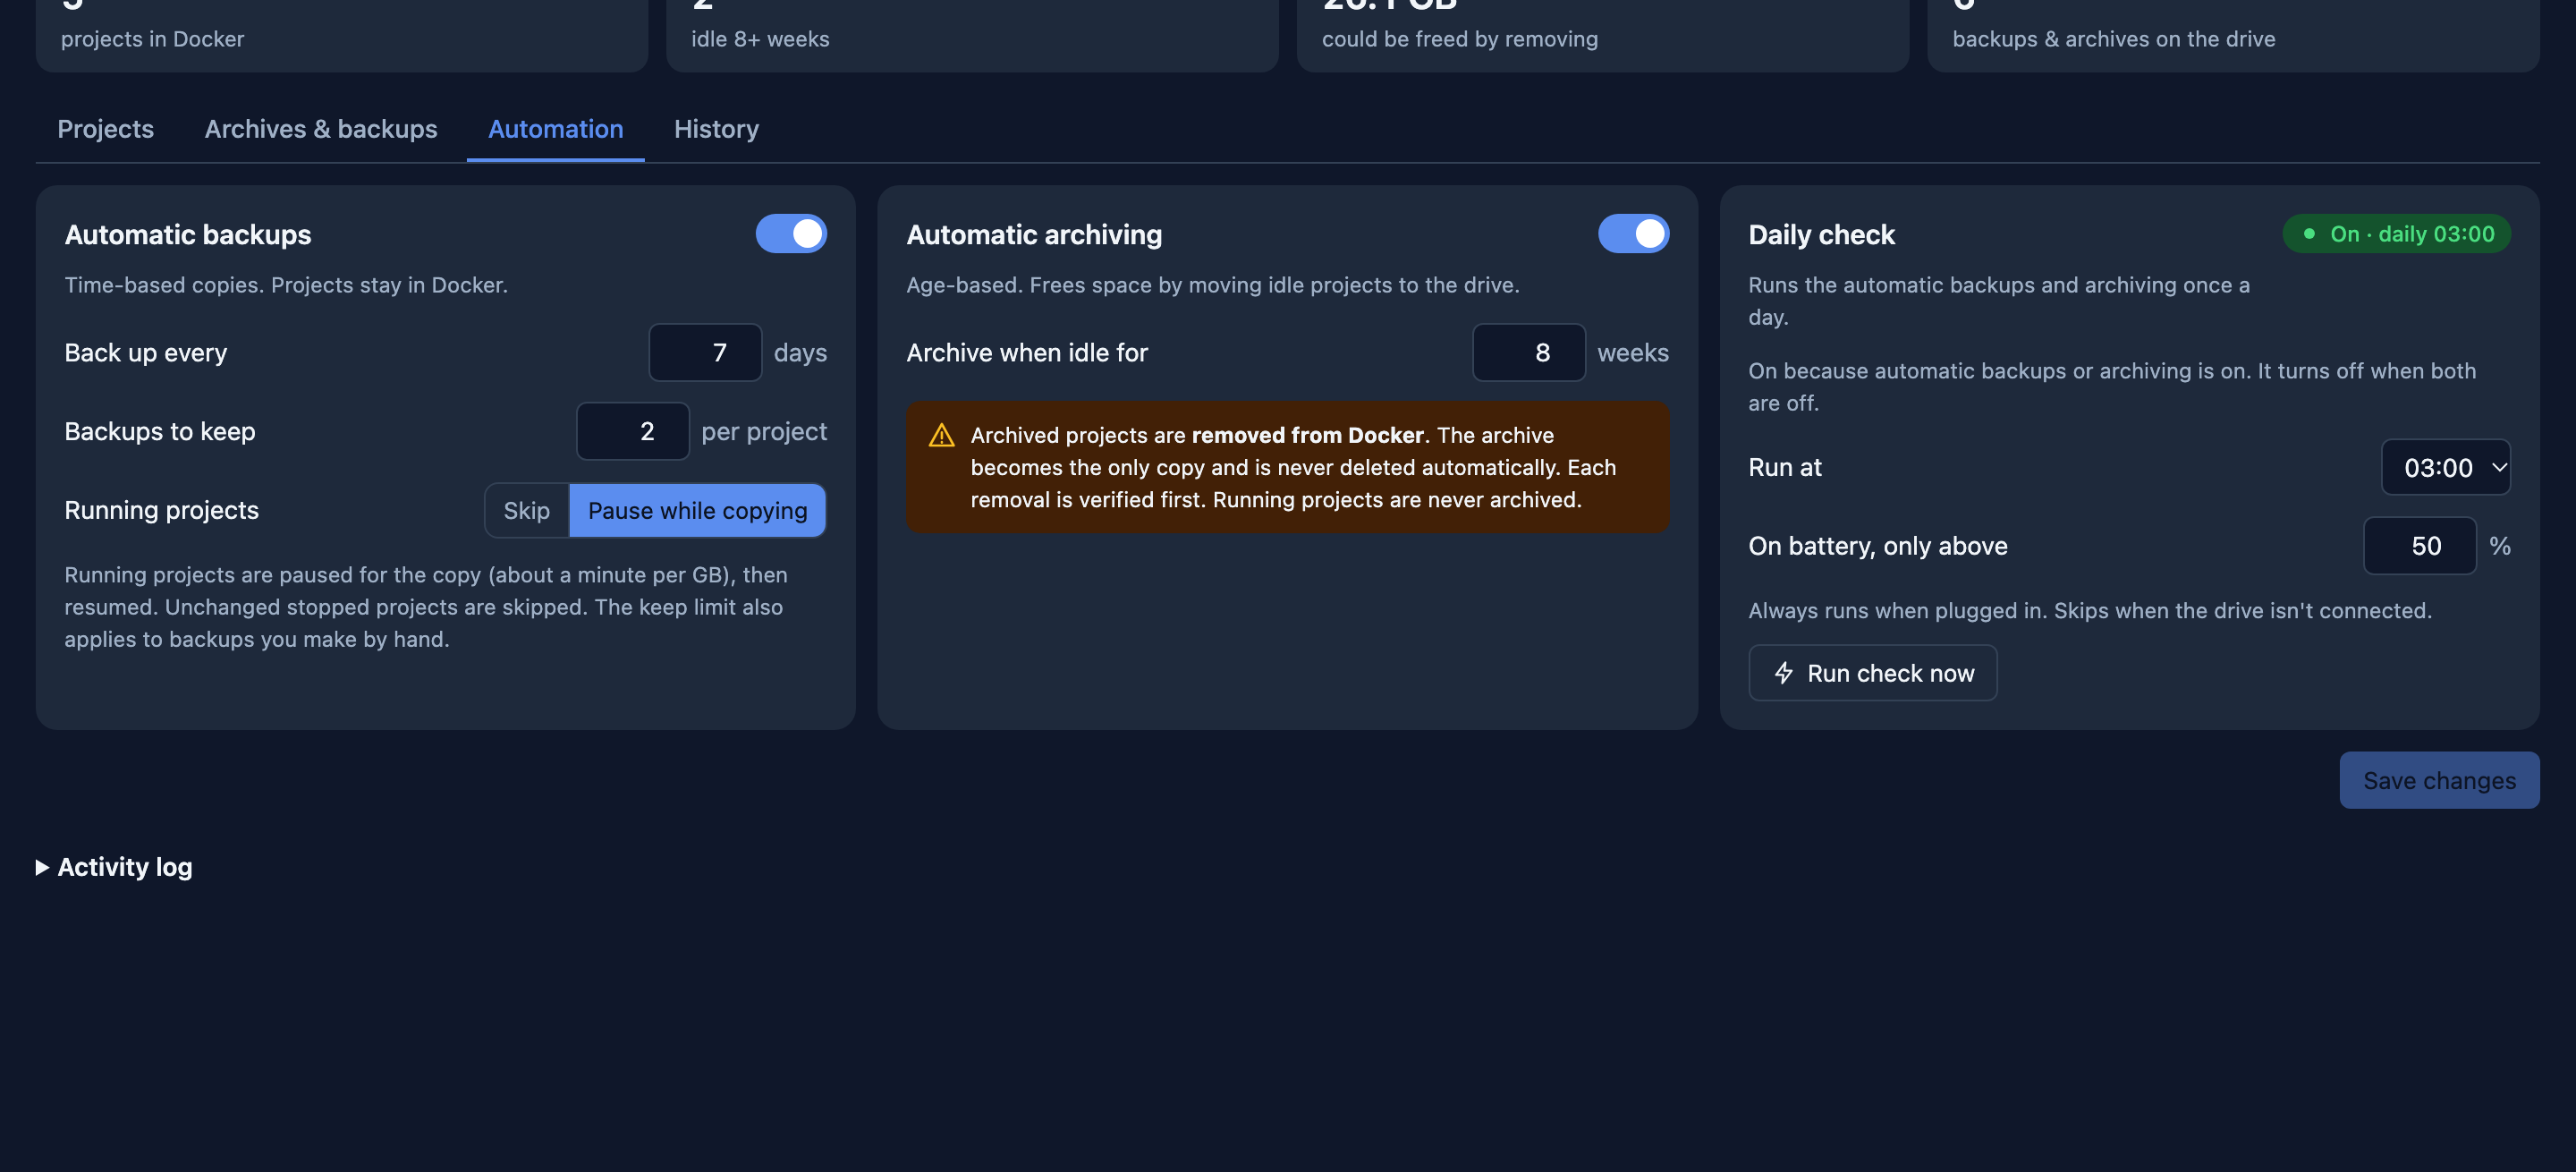 projects in Docker
idle 8+ weeks
could be freed by removing
backups & archives on the drive
Projects
Archives & backups
Automation
History
Automatic backups
Time-based copies. Projects stay in Docker.
Back up every
7
days
Backups to keep
2
per project
Running projects
Skip
Pause while copying
Running projects are paused for the copy (about a minute per GB), then
resumed. Unchanged stopped projects are skipped. The keep limit also
applies to backups you make by hand.
Automatic archiving
Age-based. Frees space by moving idle projects to the drive.
Archive when idle for
8
weeks
Archived projects are removed from Docker. The archive
becomes the only copy and is never deleted automatically. Each
removal is verified first. Running projects are never archived.
Daily check
On · daily 03:00
Runs the automatic backups and archiving once a
day.
On because automatic backups or archiving is on. It turns off when both
are off.
Run at
03:00
On battery, only above
50
%
Always runs when plugged in. Skips when the drive isn't connected.
Run check now
Save changes
Activity log